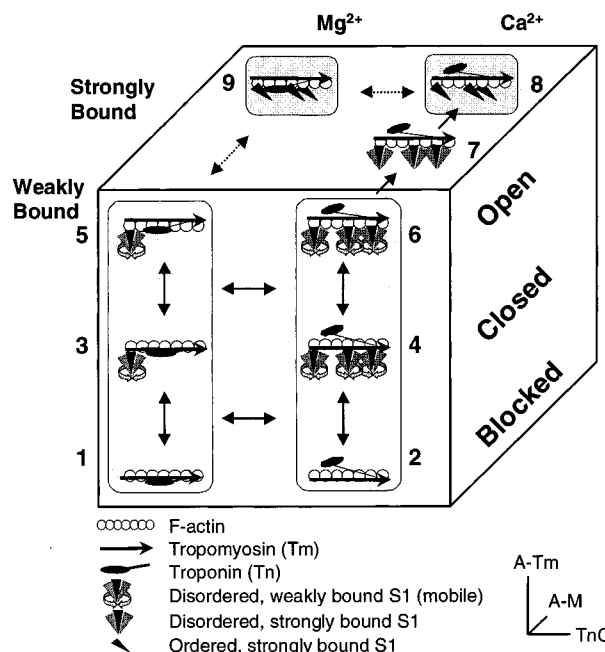 Mg2+ Ca2+
Strongly Bound
9
8
7
Weakly Bound
5
6
Open
3
4
Closed
1
2
Blocked
F-actin
Tropomyosin (Tm)
Troponin (Tn)
Disordered, weakly bound S1 (mobile)
Disordered, strongly bound S1
Ordered, strongly bound S1
A-Tm
A-M
TnC